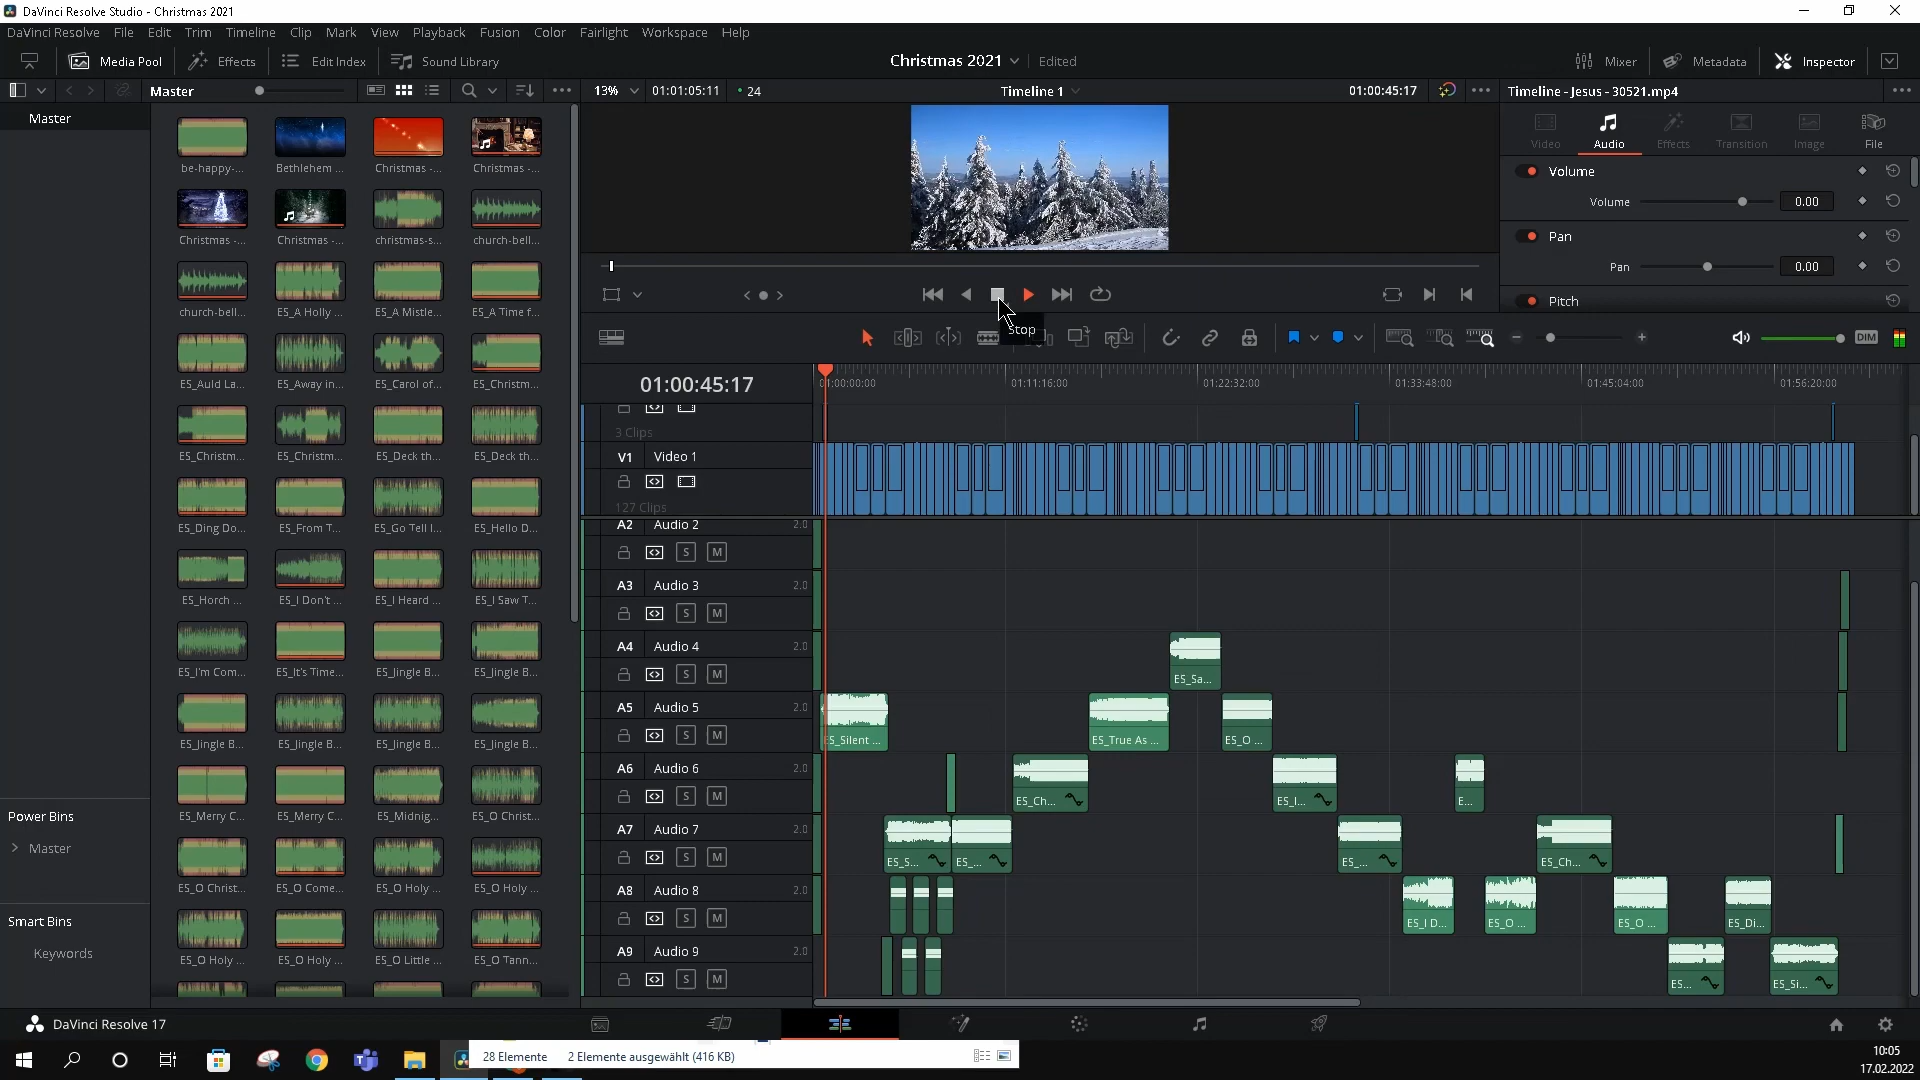 DaVinci Resolve Studio - Christmas 2021
DaVinci Resolve File Edit Trim Timeline Clip Mark View Playback Fusion Color Fairlight Workspace Help
Media Pool Effects Edit Index Sound Library Christmas 2021 Edited Mixer Metadata Inspector
Master 13% 01:01:05:11 24 Timeline 1 01:00:45:17 Timeline - Jesus - 30521.mp4
Master
Video Audio Effects Transition Image File
be-happy-... Bethlehem ... Christmas -... Christmas -...
Volume
Volume 0.00
Christmas -... Christmas -... christmas-s... church-bell...
Pan
Pan 0.00
church-bell... ES_A Holly ... ES_A Mistle... ES_A Time f...
Pitch
Stop
ES_Auld La... ES_Away in... ES_Carol of... ES_Christm...
01:00:45:17 01:00:00:00 01:11:16:00 01:22:32:00 01:33:48:00 01:45:04:00 01:56:20:00
3 Clips
ES_Christm... ES_Christm... ES_Deck th... ES_Deck th...
V1 Video 1
127 Clips
ES_Ding Do... ES_From T... ES_Go Tell I... ES_Hello D...
A2 Audio 2 2.0
S M
A3 Audio 3 2.0
S M
ES_Horch ... ES_I Don't ... ES_I Heard ... ES_I Saw T...
A4 Audio 4 2.0
S M
ES_Sa...
ES_I'm Com... ES_It's Time... ES_Jingle B... ES_Jingle B...
A5 Audio 5 2.0
S M
ES_Silent ... ES_True As ... ES_O ...
ES_Jingle B... ES_Jingle B... ES_Jingle B... ES_Jingle B...
A6 Audio 6 2.0
S M
ES_Ch... ES_I... E...
ES_Merry C... ES_Merry C... ES_Midnig... ES_O Christ...
Power Bins
Master
A7 Audio 7 2.0
S M
ES_S... ES_... ES_... ES_Ch...
ES_O Christ... ES_O Come... ES_O Holy ... ES_O Holy ...
A8 Audio 8 2.0
S M
ES_I D... ES_O ... ES_O ... ES_Di...
Smart Bins
Keywords
ES_O Holy ... ES_O Holy ... ES_O Little ... ES_O Tann...
A9 Audio 9 2.0
S M
ES... ES_Si...
DIM
DaVinci Resolve 17
28 Elemente 2 Elemente ausgewählt (416 KB)
10:05
17.02.2022